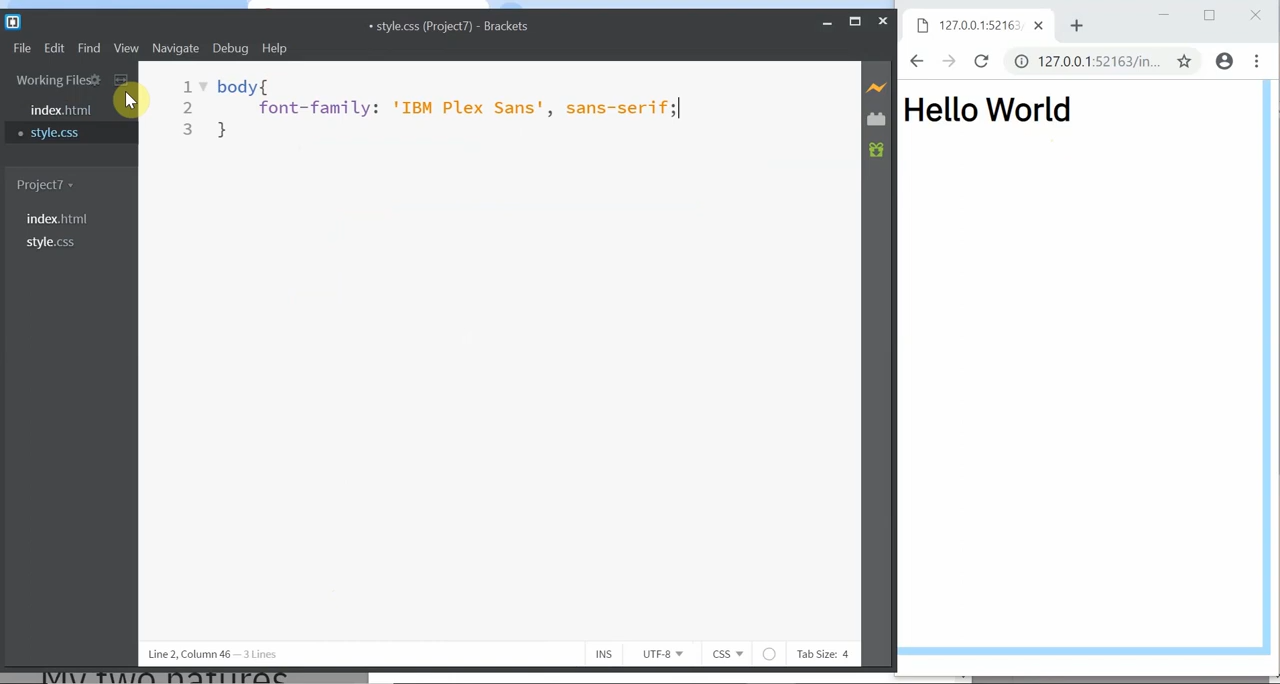 • style.css (Project7) - Brackets
File Edit Find View Navigate Debug Help
Working Files
index.html
• style.css
Project7
index.html
style.css
1 body{
2 font-family: 'IBM Plex Sans', sans-serif;
3 }
Line 2, Column 46 — 3 Lines
INS UTF-8 CSS Tab Size: 4
127.0.0.1:52163/
127.0.0.1:52163/in...
Hello World
My two natures